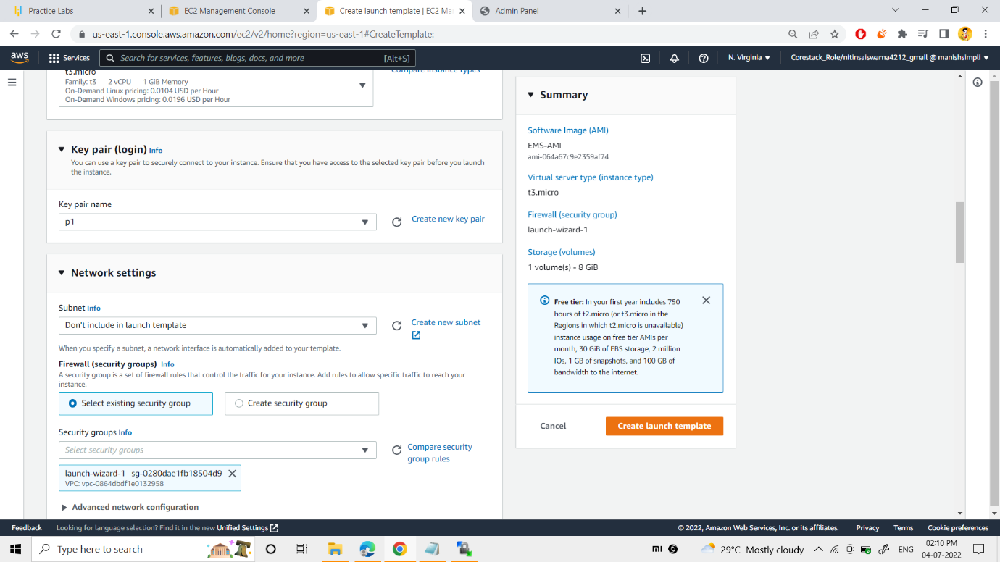 Practice Labs
EC2 Management Console
Create launch template | EC2 Ma
Admin Panel
us-east-1.console.aws.amazon.com/ec2/v2/home?region=us-east-1#CreateTemplate:
aws
Services
Search for services, features, blogs, docs, and more
[Alt+S]
N. Virginia
Corestack_Role/nitinsaiswarna4212_gmail @ manishsimpli
t3.micro
Family: t3 2 vCPU 1 GiB Memory
On-Demand Linux pricing: 0.0104 USD per Hour
On-Demand Windows pricing: 0.0196 USD per Hour
Compare instance types
Key pair (login) Info
You can use a key pair to securely connect to your instance. Ensure that you have access to the selected key pair before you launch
the instance.
Key pair name
p1
Create new key pair
Network settings
Subnet Info
Don't include in launch template
Create new subnet
When you specify a subnet, a network interface is automatically added to your template.
Firewall (security groups) Info
A security group is a set of firewall rules that control the traffic for your instance. Add rules to allow specific traffic to reach your
instance.
Select existing security group
Create security group
Security groups Info
Select security groups
Compare security
group rules
launch-wizard-1 sg-0280dae1fb18504d9
VPC: vpc-0864dbdf1e0132958
Advanced network configuration
Summary
Software Image (AMI)
EMS-AMI
ami-064a67c9e2359af74
Virtual server type (instance type)
t3.micro
Firewall (security group)
launch-wizard-1
Storage (volumes)
1 volume(s) - 8 GiB
Free tier: In your first year includes 750
hours of t2.micro (or t3.micro in the
Regions in which t2.micro is unavailable)
instance usage on free tier AMIs per
month, 30 GiB of EBS storage, 2 million
IOs, 1 GB of snapshots, and 100 GB of
bandwidth to the internet.
Cancel
Create launch template
Feedback
Looking for language selection? Find it in the new Unified Settings
© 2022, Amazon Web Services, Inc. or its affiliates.
Privacy
Terms
Cookie preferences
Type here to search
29°C Mostly cloudy
ENG
02:10 PM
04-07-2022